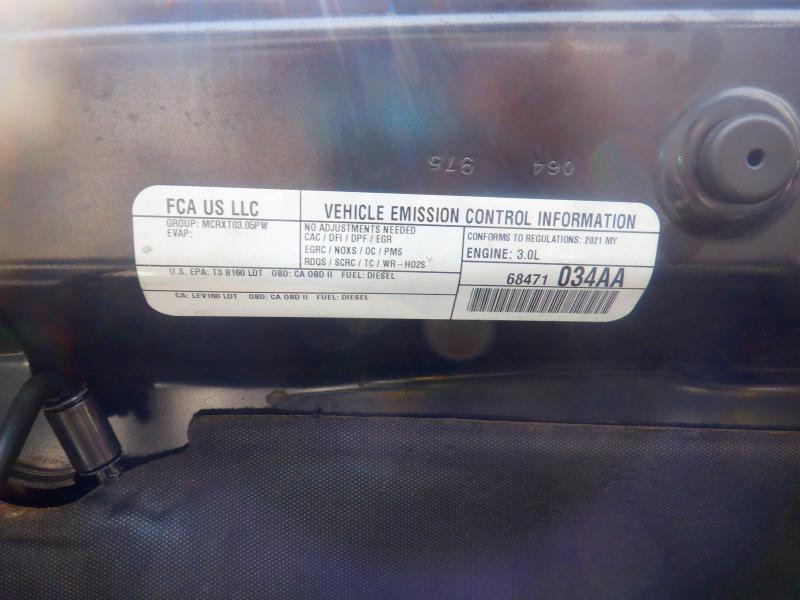 975 064
FCA US LLC
GROUP: MCRXT03.05PW
EVAP:
VEHICLE EMISSION CONTROL INFORMATION
NO ADJUSTMENTS NEEDED
CAC / DFI / DPF / EGR
EGRC / NOXS / OC / PMS
RDQS / SCRC / TC / WR-HO2S
CONFORMS TO REGULATIONS: 2021 MY
ENGINE: 3.0L
U.S. EPA: T3 B160 LDT OBD: CA OBD II FUEL: DIESEL
CA: LEV160 LDT OBD: CA OBD II FUEL: DIESEL
68471 034AA